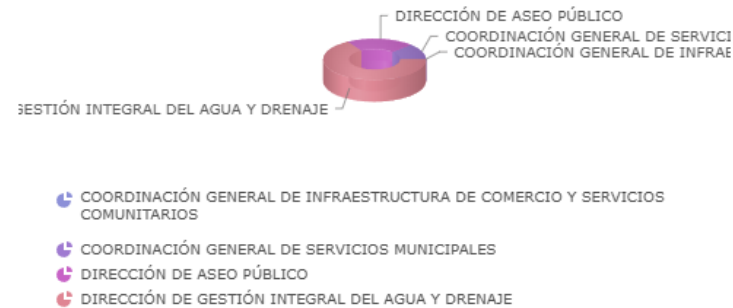 DIRECCIÓN DE ASEO PÚBLICO
COORDINACIÓN GENERAL DE SERVICI
COORDINACIÓN GENERAL DE INFRAE
GESTIÓN INTEGRAL DEL AGUA Y DRENAJE
COORDINACIÓN GENERAL DE INFRAESTRUCTURA DE COMERCIO Y SERVICIOS
COMUNITARIOS
COORDINACIÓN GENERAL DE SERVICIOS MUNICIPALES
DIRECCIÓN DE ASEO PÚBLICO
DIRECCIÓN DE GESTIÓN INTEGRAL DEL AGUA Y DRENAJE